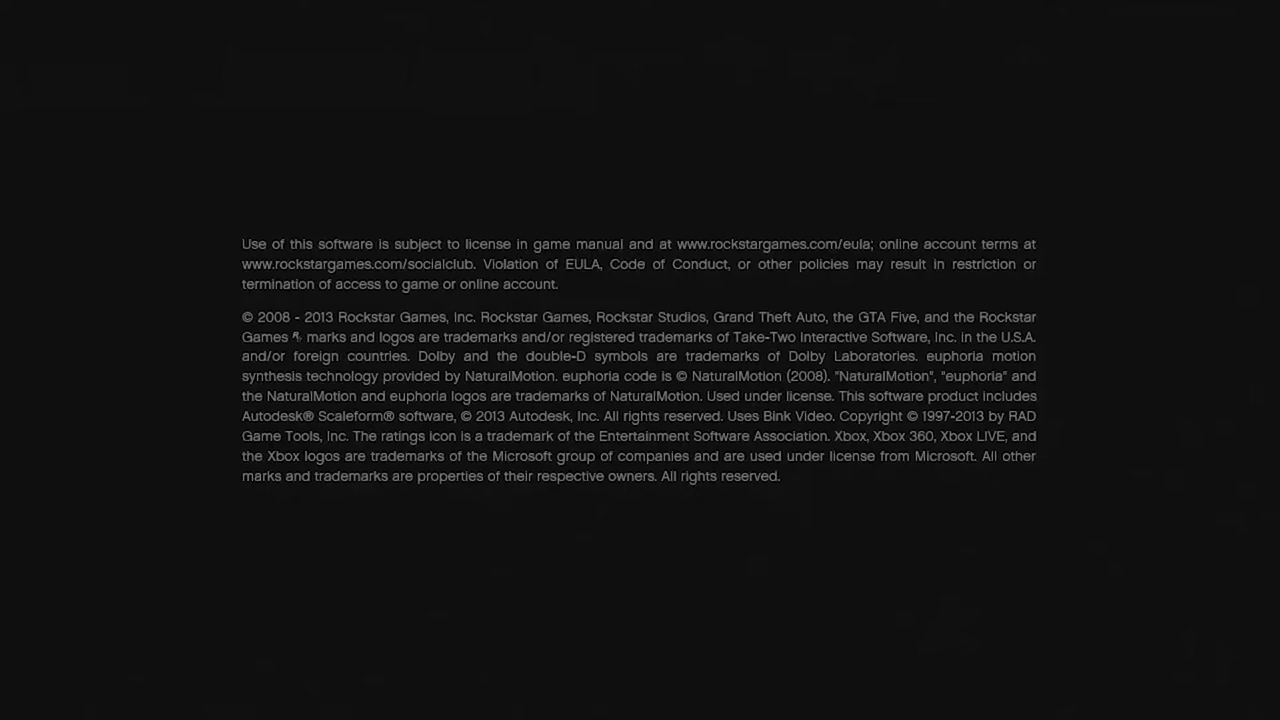 Use of this software is subject to license in game manual and at www.rockstargames.com/eula; online account terms at
www.rockstargames.com/socialclub. Violation of EULA, Code of Conduct, or other policies may result in restriction or
termination of access to game or online account.
© 2008 - 2013 Rockstar Games, Inc. Rockstar Games, Rockstar Studios, Grand Theft Auto, the GTA Five, and the Rockstar
Games R* marks and logos are trademarks and/or registered trademarks of Take-Two Interactive Software, Inc. in the U.S.A.
and/or foreign countries. Dolby and the double-D symbols are trademarks of Dolby Laboratories. euphoria motion
synthesis technology provided by NaturalMotion. euphoria code is © NaturalMotion (2008). "NaturalMotion", "euphoria" and
the NaturalMotion and euphoria logos are trademarks of NaturalMotion. Used under license. This software product includes
Autodesk® Scaleform® software, © 2013 Autodesk, Inc. All rights reserved. Uses Bink Video. Copyright © 1997-2013 by RAD
Game Tools, Inc. The ratings icon is a trademark of the Entertainment Software Association. Xbox, Xbox 360, Xbox LIVE, and
the Xbox logos are trademarks of the Microsoft group of companies and are used under license from Microsoft. All other
marks and trademarks are properties of their respective owners. All rights reserved.